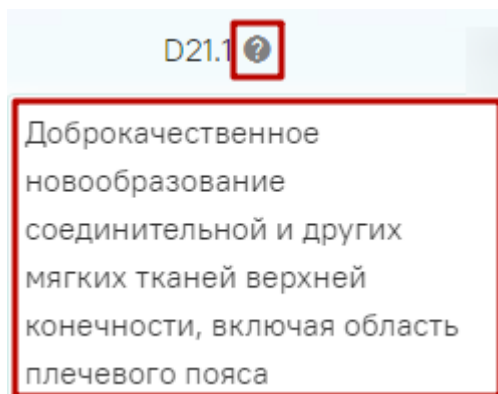 D21.1
Доброкачественное
новообразование
соединительной и других
мягких тканей верхней
конечности, включая область
плечевого пояса